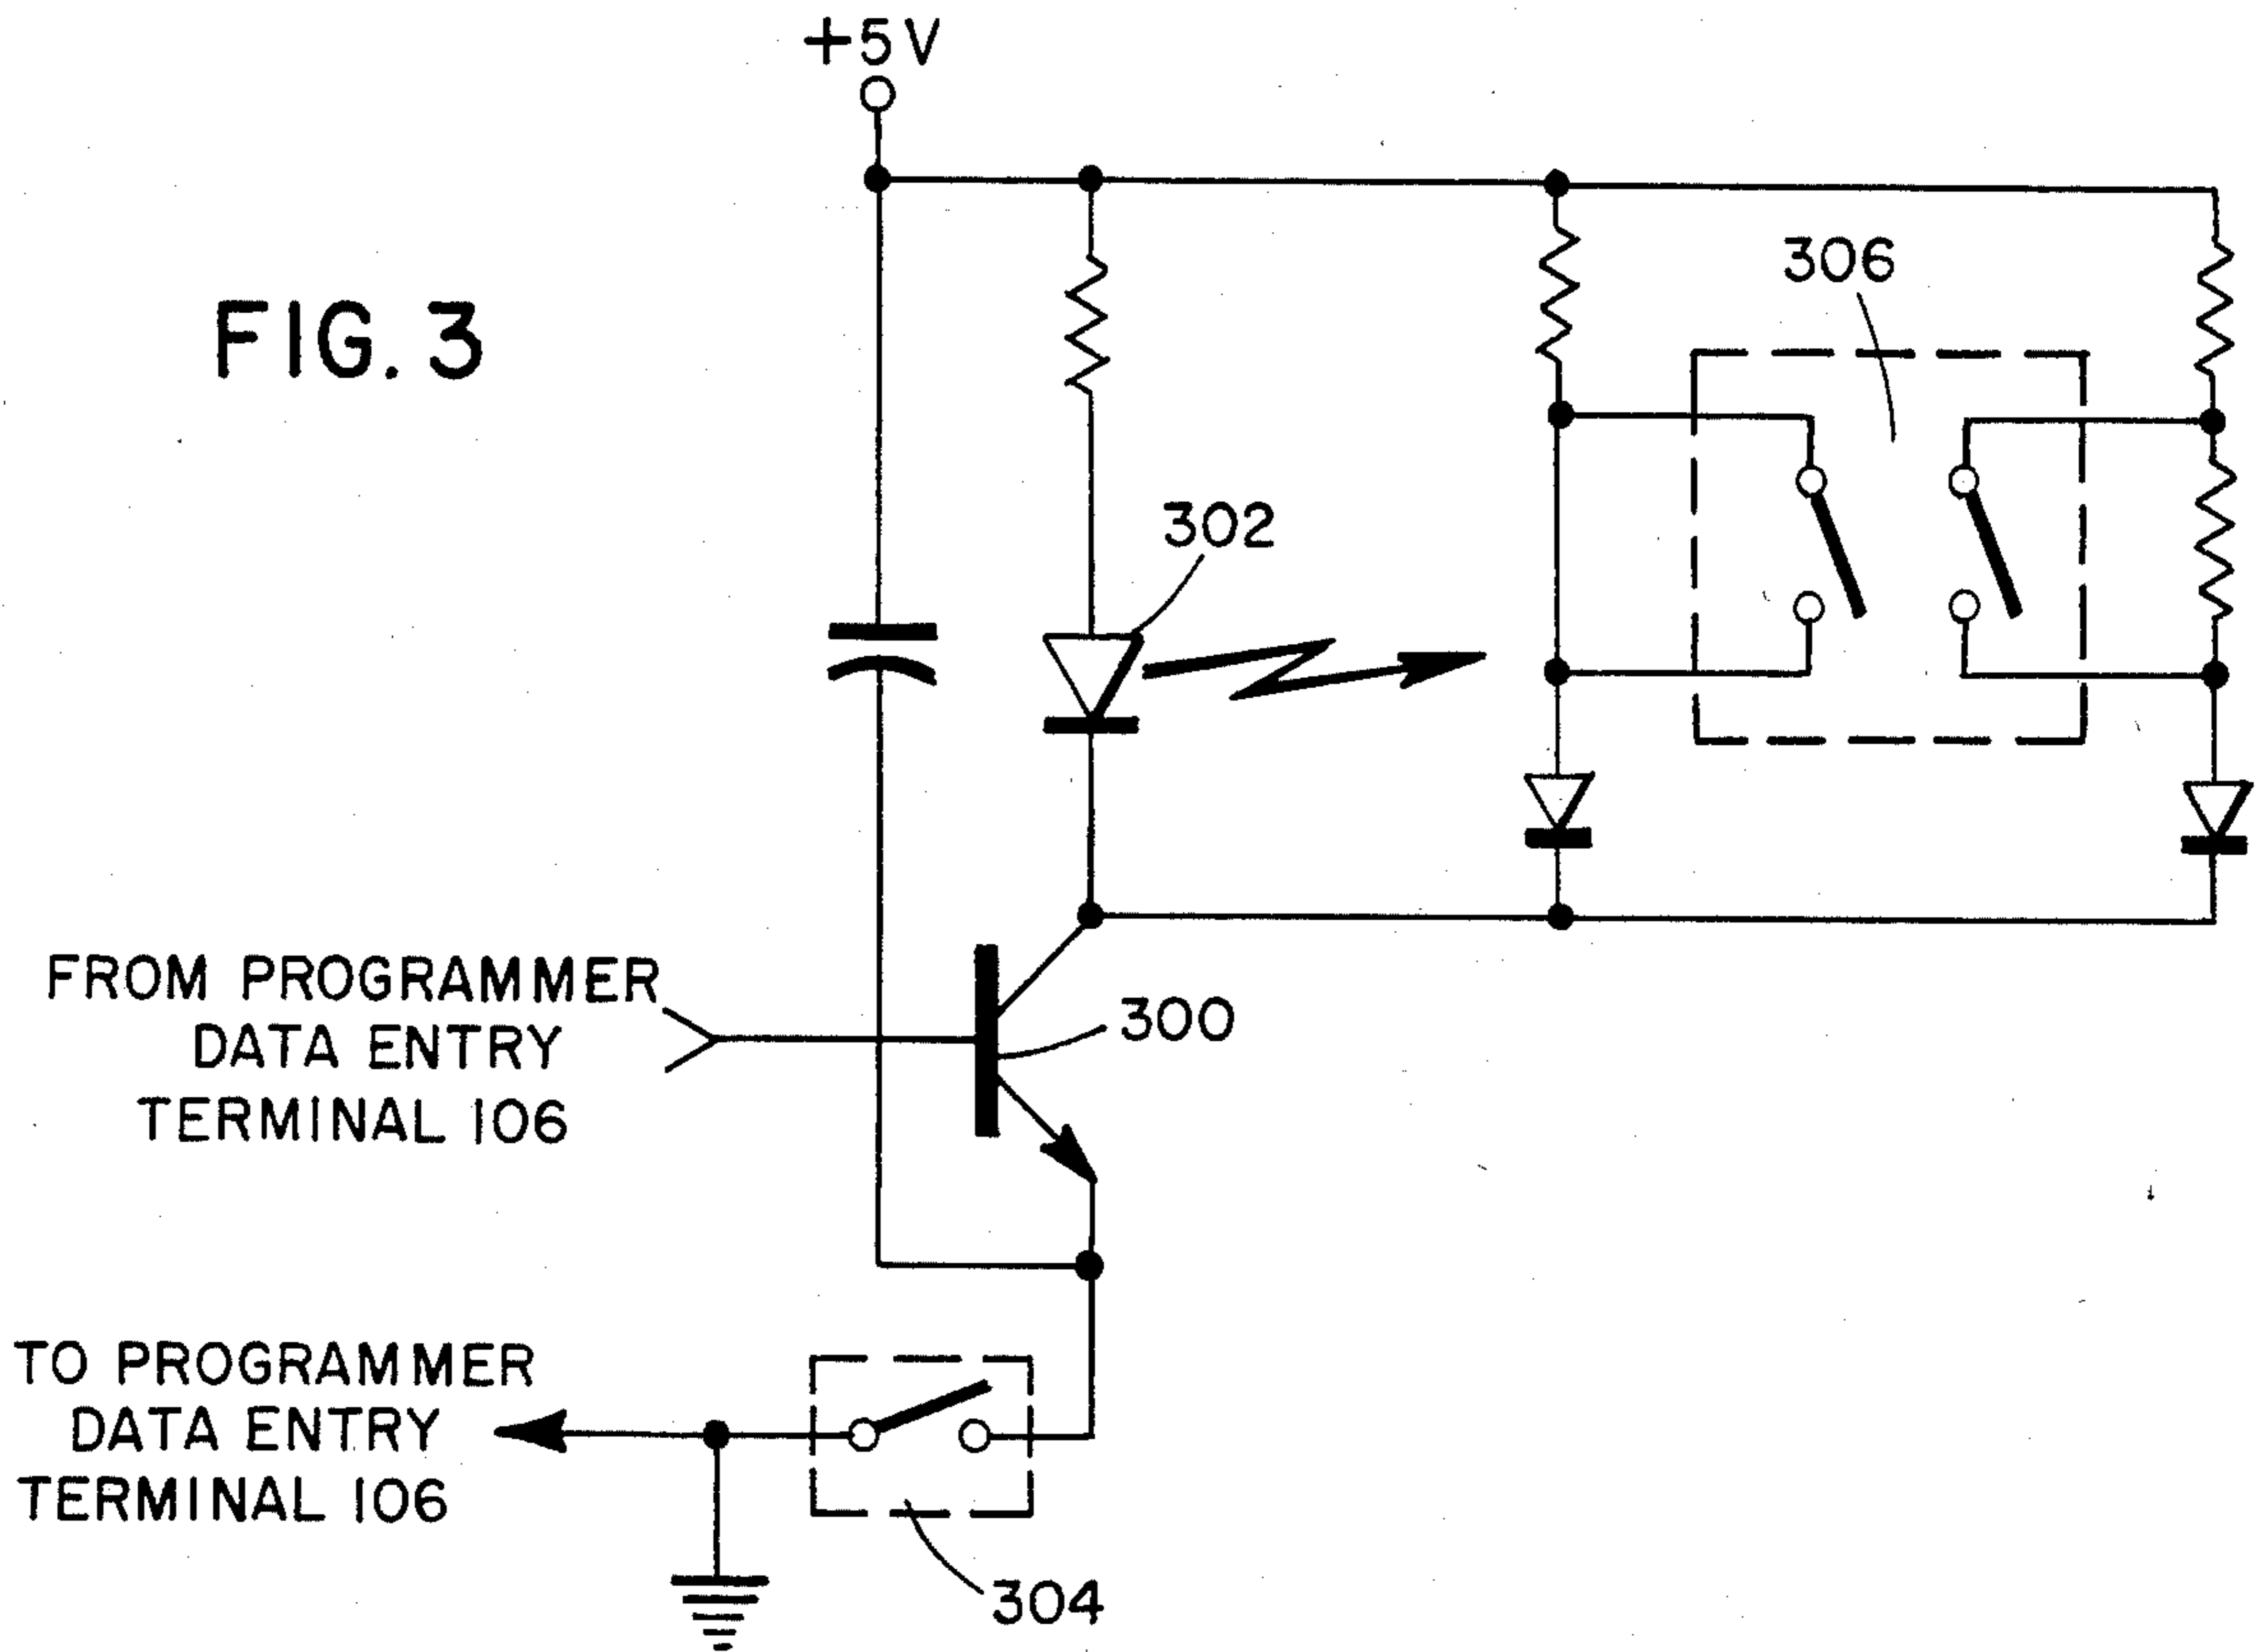 +5V
FIG. 3
306
302
FROM PROGRAMMER
DATA ENTRY
TERMINAL 106
300
TO PROGRAMMER
DATA ENTRY
TERMINAL 106
304